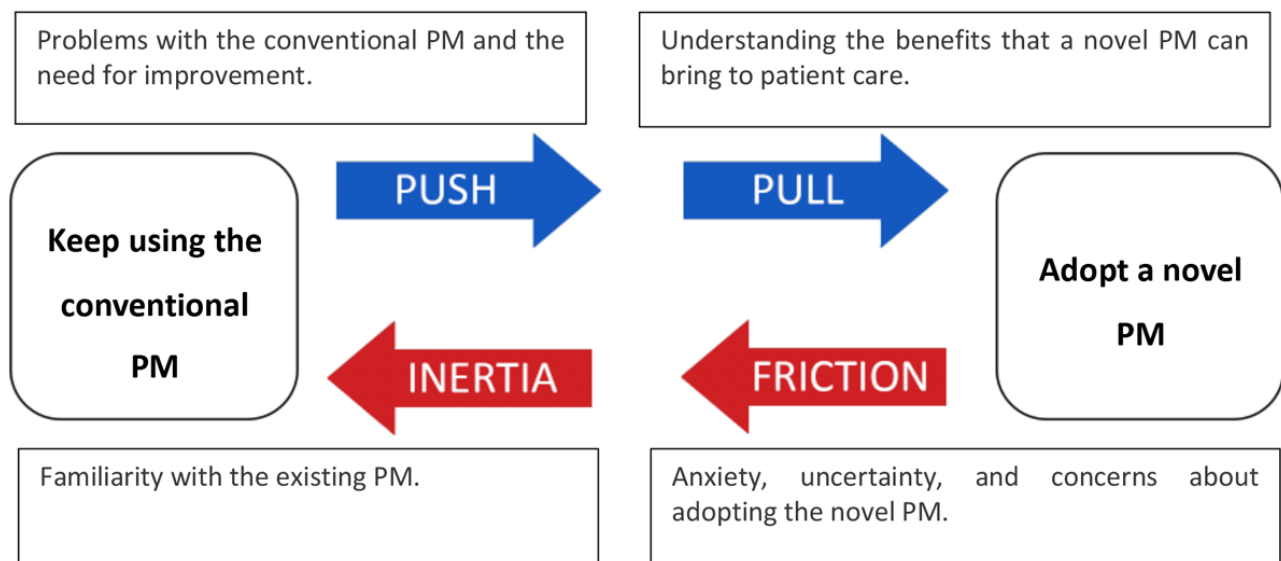 Problems with the conventional PM and the
need for improvement.
Understanding the benefits that a novel PM can
bring to patient care.
PUSH
PULL
Keep using the
conventional
PM
Adopt a novel
PM
INERTIA
FRICTION
Familiarity with the existing PM.
Anxiety, uncertainty, and concerns about
adopting the novel PM.